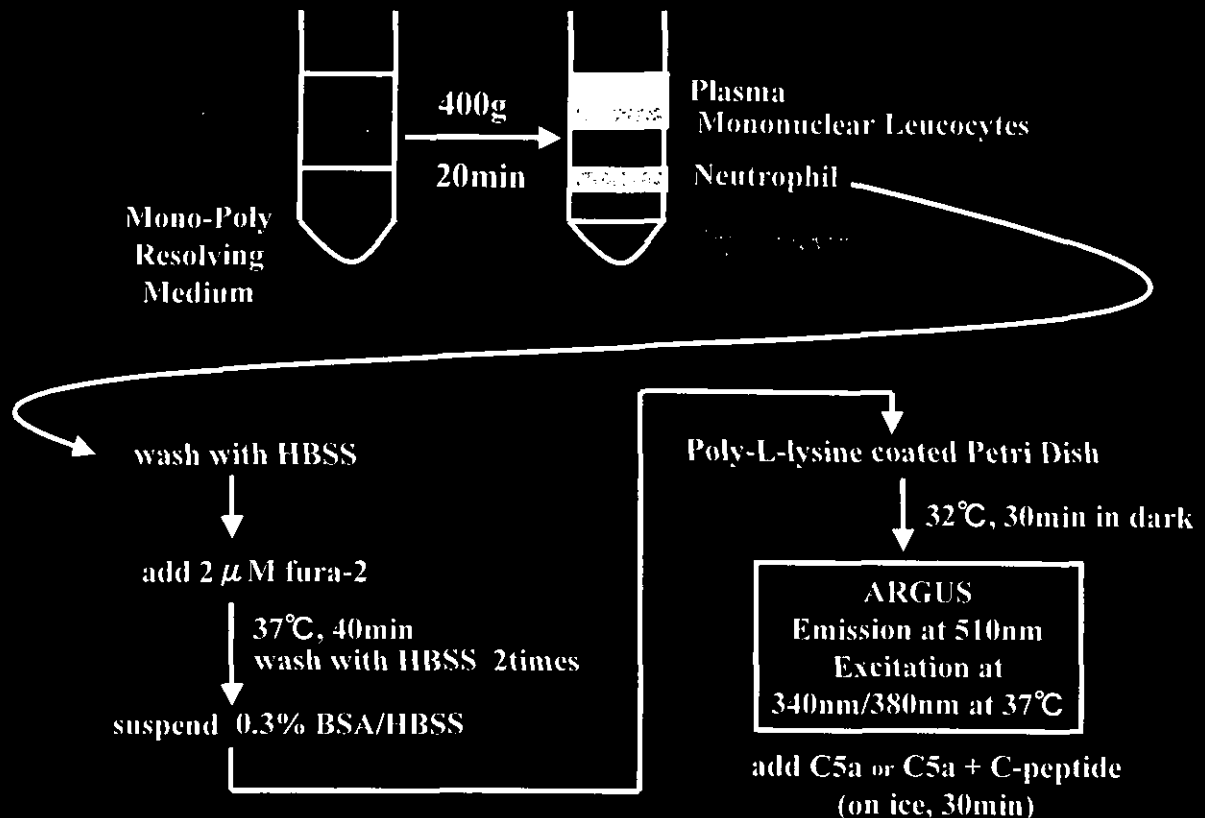 400g
20min
Plasma
Mononuclear Leucocytes
Neutrophil
Mono-Poly
Resolving
Medium
wash with HBSS
add 2 μM fura-2
37℃, 40min
wash with HBSS 2times
suspend 0.3% BSA/HBSS
Poly-L-lysine coated Petri Dish
32℃, 30min in dark
ARGUS
Emission at 510nm
Excitation at
340nm/380nm at 37℃
add C5a or C5a + C-peptide
(on ice, 30min)